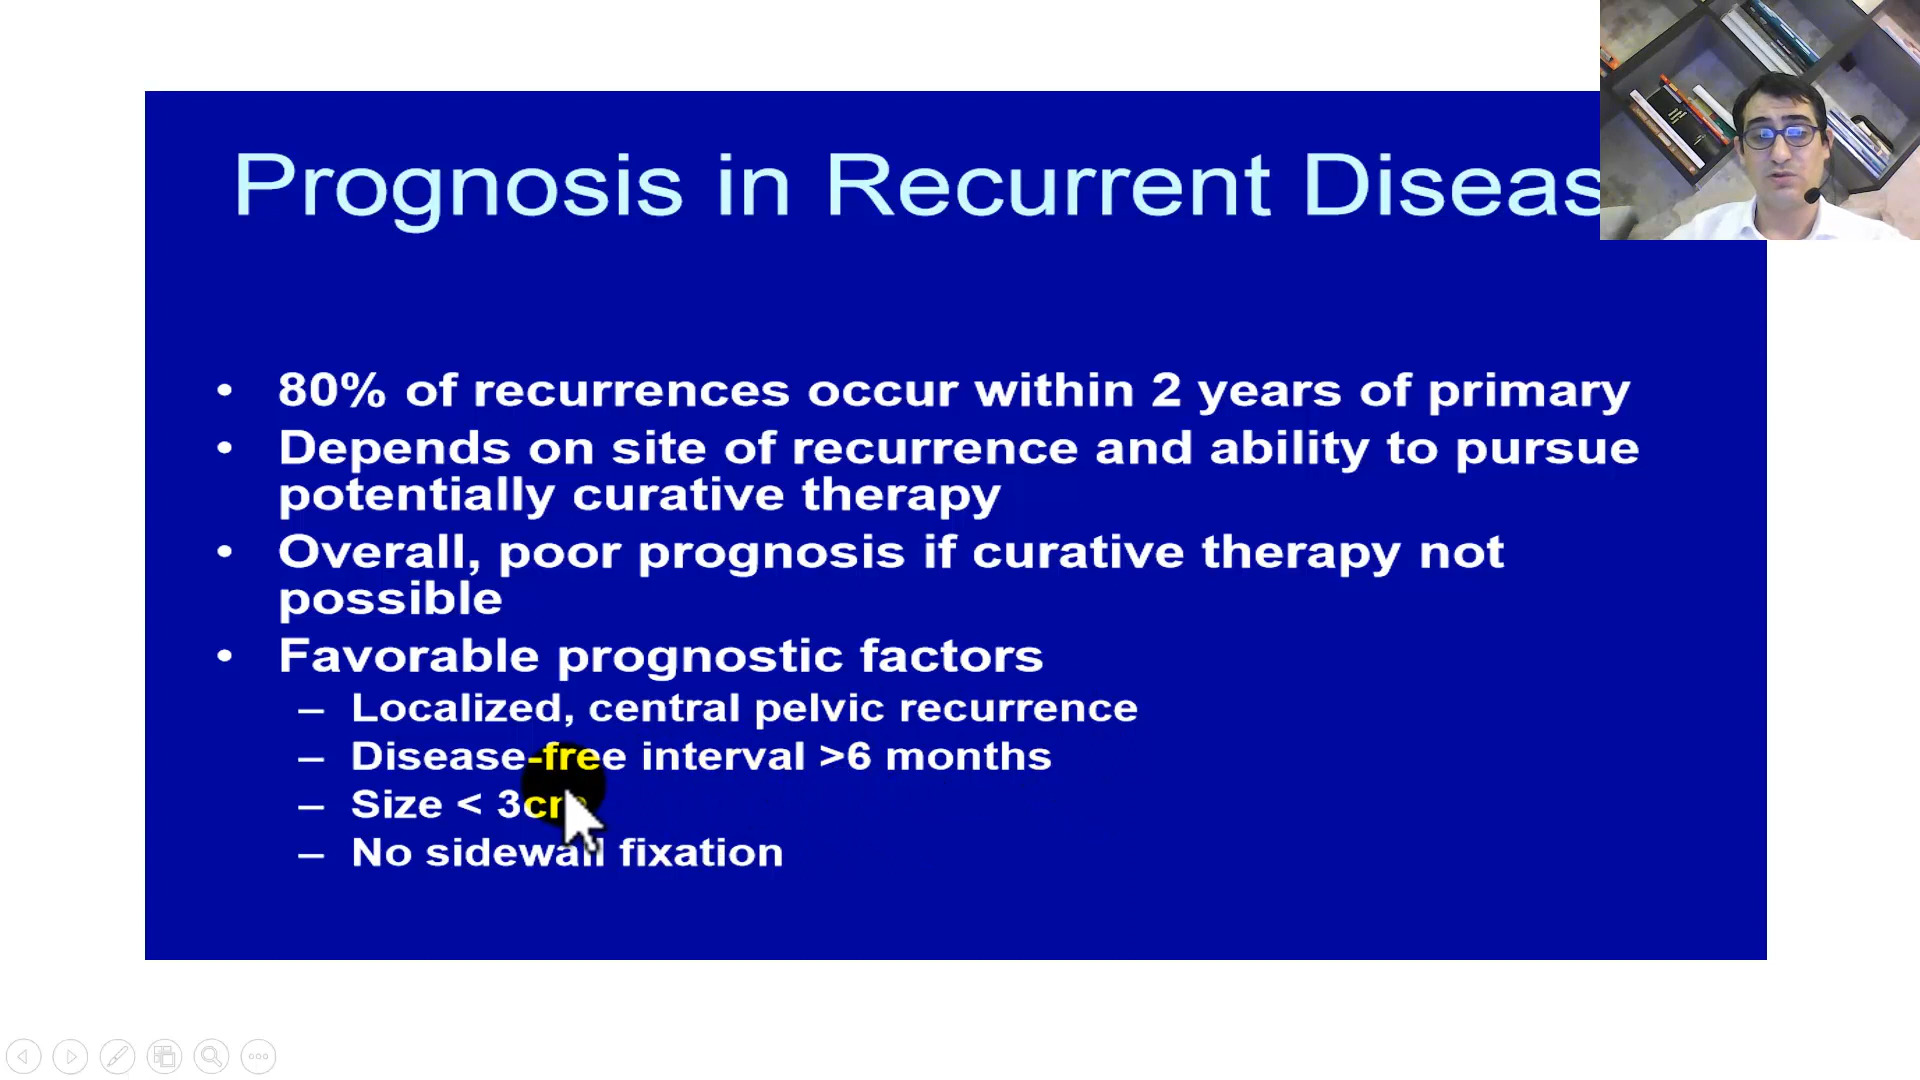 Prognosis in Recurrent Diseas
• 80% of recurrences occur within 2 years of primary
• Depends on site of recurrence and ability to pursue
potentially curative therapy
• Overall, poor prognosis if curative therapy not
possible
• Favorable prognostic factors
– Localized, central pelvic recurrence
– Disease-free interval >6 months
– Size < 3cm
– No sidewall fixation